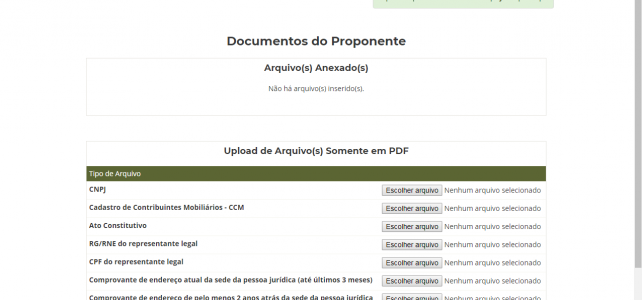 Documentos do Proponente
Arquivo(s) Anexado(s)
Não há arquivo(s) inserido(s).
Upload de Arquivo(s) Somente em PDF
Tipo de Arquivo
CNPJ Escolher arquivo Nenhum arquivo selecionado
Cadastro de Contribuintes Mobiliários - CCM Escolher arquivo Nenhum arquivo selecionado
Ato Constitutivo Escolher arquivo Nenhum arquivo selecionado
RG/RNE do representante legal Escolher arquivo Nenhum arquivo selecionado
CPF do representante legal Escolher arquivo Nenhum arquivo selecionado
Comprovante de endereço atual da sede da pessoa jurídica (até últimos 3 meses) Escolher arquivo Nenhum arquivo selecionado
Comprovante de endereço de pelo menos 2 anos atrás da sede da pessoa jurídica Escolher arquivo Nenhum arquivo selecionado